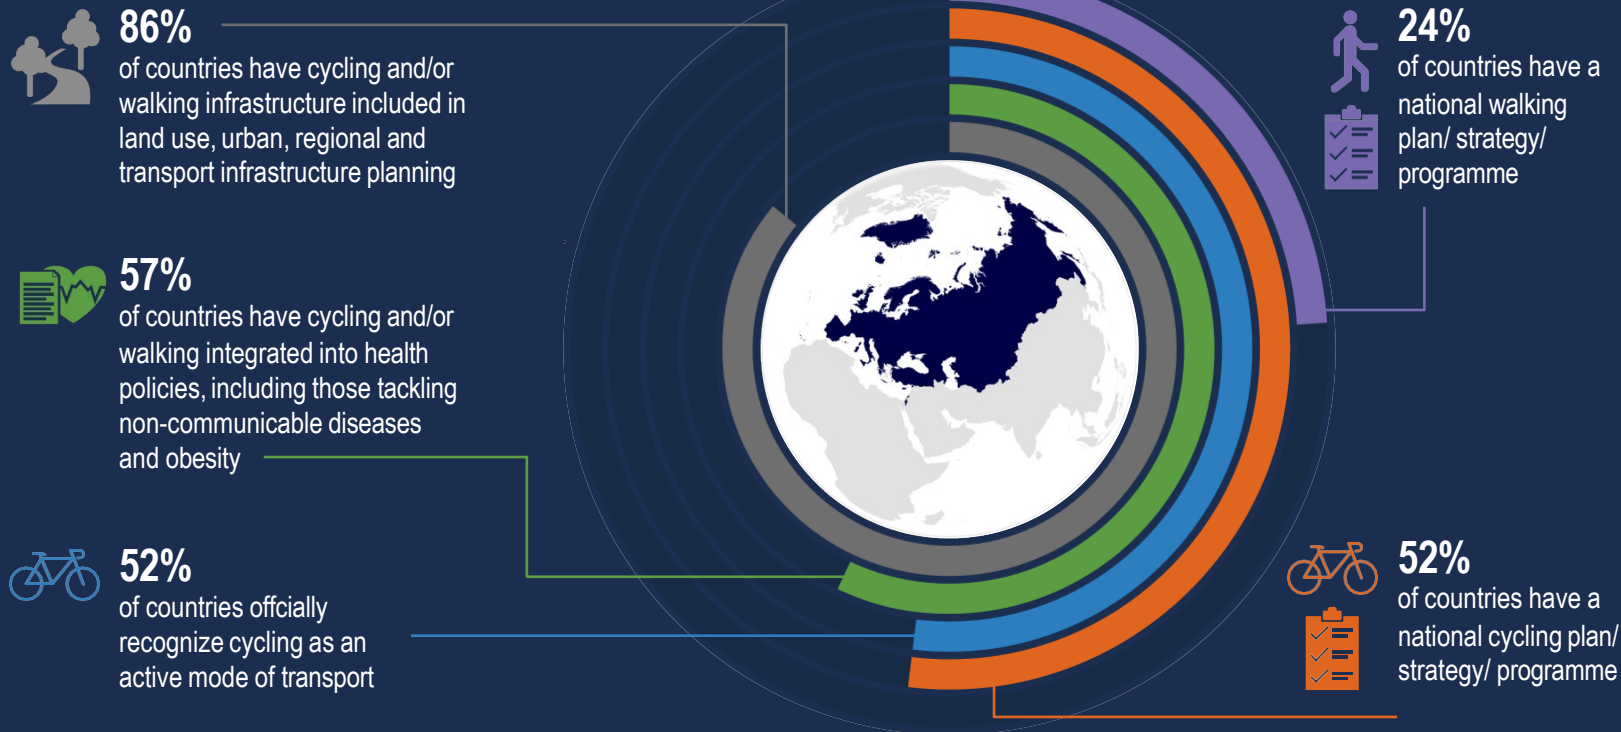 86%
of countries have cycling and/or
walking infrastructure included in
land use, urban, regional and
transport infrastructure planning
57%
of countries have cycling and/or
walking integrated into health
policies, including those tackling
non-communicable diseases
and obesity
52%
of countries offcially
recognize cycling as an
active mode of transport
24%
of countries have a
national walking
plan/ strategy/
programme
52%
of countries have a
national cycling plan/
strategy/ programme